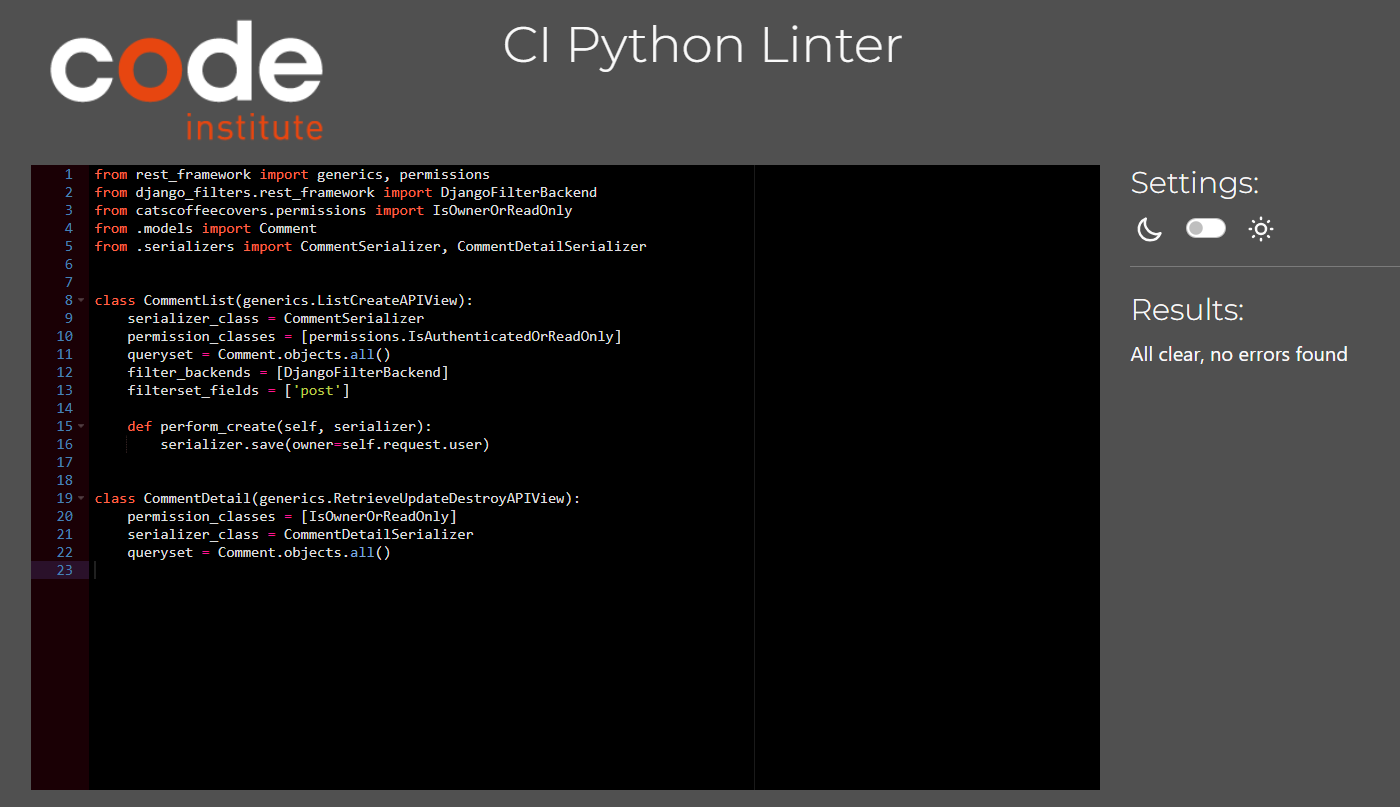 code
institute
CI Python Linter
1 from rest_framework import generics, permissions
2 from django_filters.rest_framework import DjangoFilterBackend
3 from catscoffeecovers.permissions import IsOwnerOrReadOnly
4 from .models import Comment
5 from .serializers import CommentSerializer, CommentDetailSerializer
6
7
8 class CommentList(generics.ListCreateAPIView):
9     serializer_class = CommentSerializer
10     permission_classes = [permissions.IsAuthenticatedOrReadOnly]
11     queryset = Comment.objects.all()
12     filter_backends = [DjangoFilterBackend]
13     filterset_fields = ['post']
14
15     def perform_create(self, serializer):
16         serializer.save(owner=self.request.user)
17
18
19 class CommentDetail(generics.RetrieveUpdateDestroyAPIView):
20     permission_classes = [IsOwnerOrReadOnly]
21     serializer_class = CommentDetailSerializer
22     queryset = Comment.objects.all()
23
Settings:
Results:
All clear, no errors found